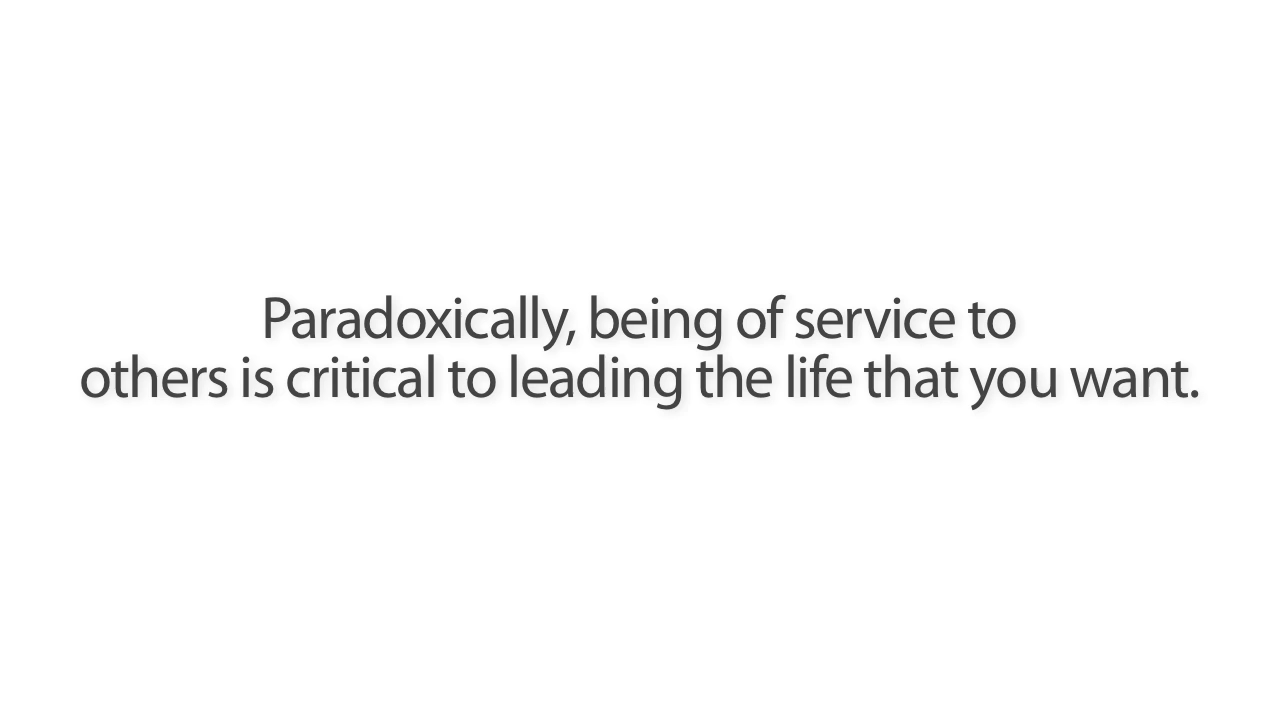 Paradoxically, being of service to
others is critical to leading the life that you want.